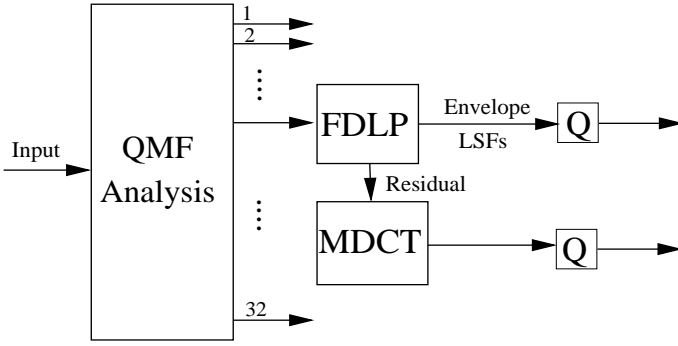 1
2
Input
QMF
Analysis
FDLP
Envelope
LSFs
Q
Residual
MDCT
Q
32